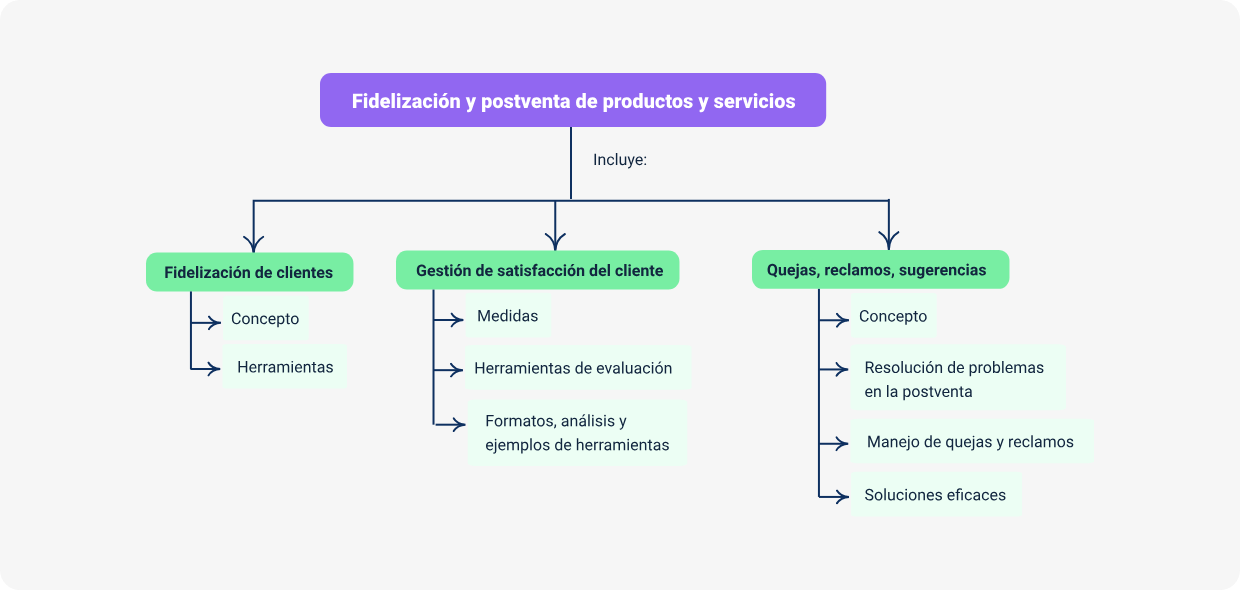 Fidelización y postventa de productos y servicios
Incluye:
Fidelización de clientes
Concepto
Herramientas
Gestión de satisfacción del cliente
Medidas
Herramientas de evaluación
Formatos, análisis y
ejemplos de herramientas
Quejas, reclamos, sugerencias
Concepto
Resolución de problemas
en la postventa
Manejo de quejas y reclamos
Soluciones eficaces